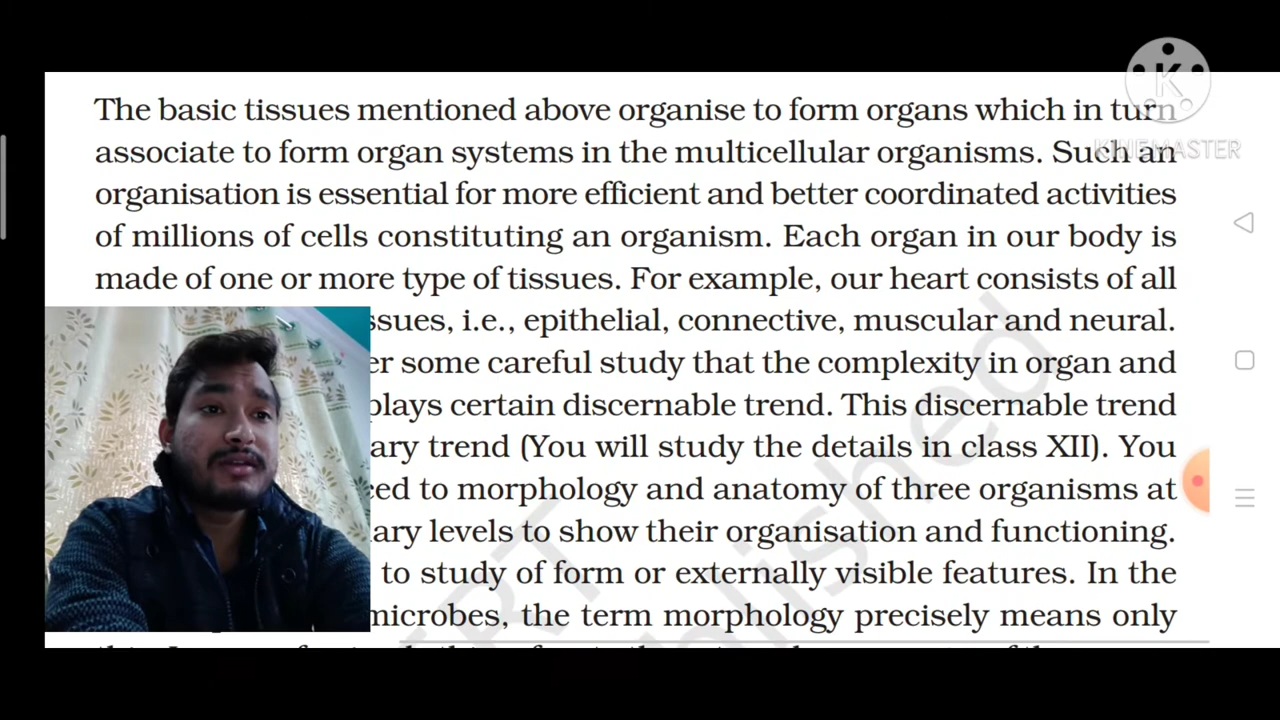 The basic tissues mentioned above organise to form organs which in turn
associate to form organ systems in the multicellular organisms. Such an
organisation is essential for more efficient and better coordinated activities
of millions of cells constituting an organism. Each organ in our body is
made of one or more type of tissues. For example, our heart consists of all
ssues, i.e., epithelial, connective, muscular and neural.
er some careful study that the complexity in organ and
plays certain discernable trend. This discernable trend
ary trend (You will study the details in class XII). You
ced to morphology and anatomy of three organisms at
ary levels to show their organisation and functioning.
to study of form or externally visible features. In the
microbes, the term morphology precisely means only
K
KINEMASTER